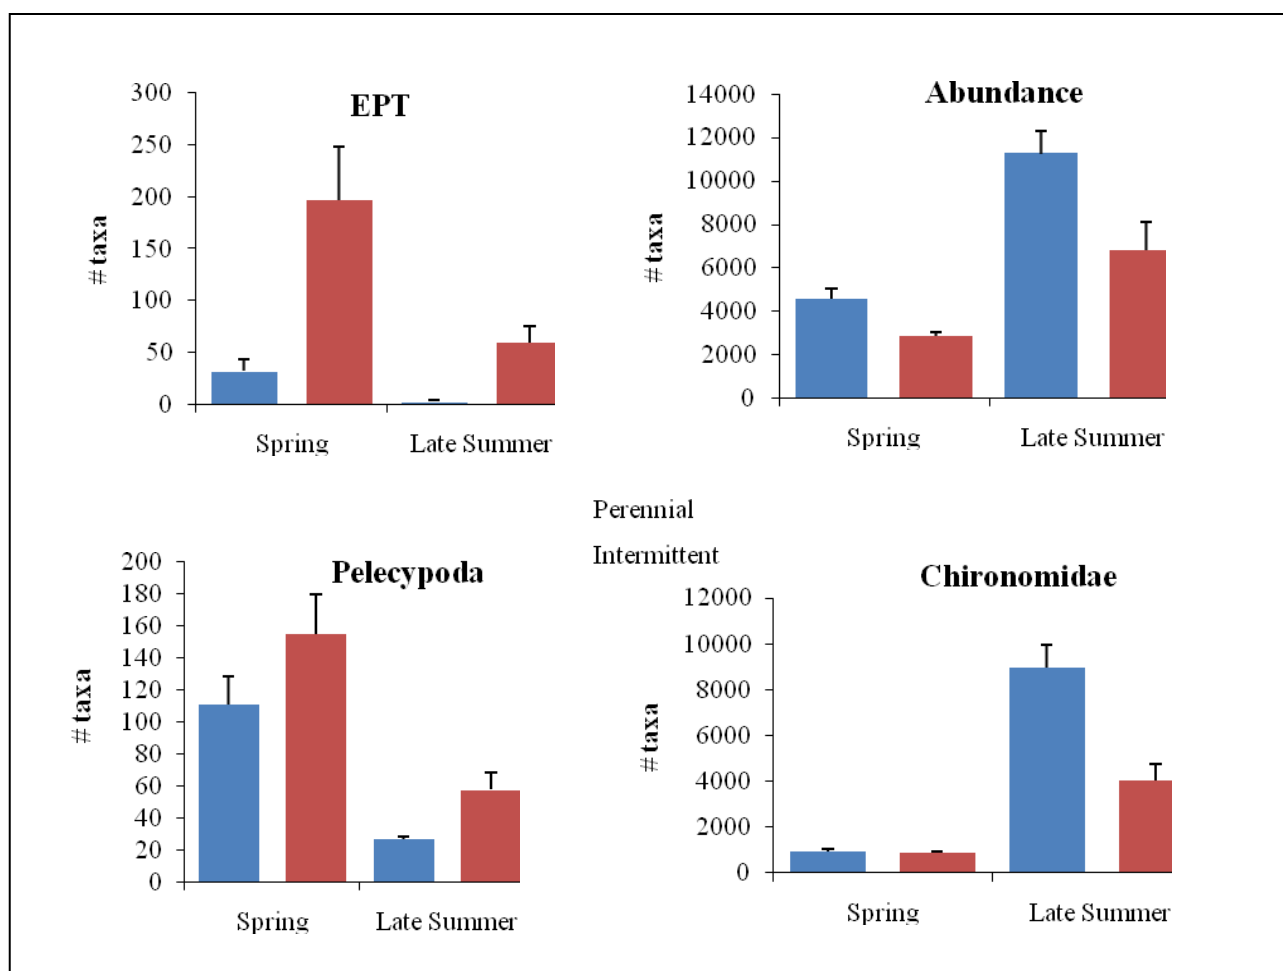 EPT
300
250
200
150
100
50
0
# taxa
Spring Late Summer
Abundance
14000
12000
10000
8000
6000
4000
2000
0
# taxa
Spring Late Summer
Perennial
Intermittent
Pelecypoda
200
180
160
140
120
100
80
60
40
20
0
# taxa
Spring Late Summer
Chironomidae
12000
10000
8000
6000
4000
2000
0
# taxa
Spring Late Summer